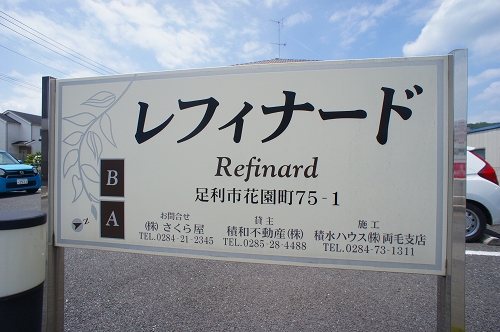 レフィナード
Refinard
足利市花園町75-1
B
A
N
お問合せ
(株)さくら屋
TEL.0284-21-2345
貸主
積和不動産(株)
TEL.0285-28-4488
施工
積水ハウス(株)両毛支店
TEL.0284-73-1311